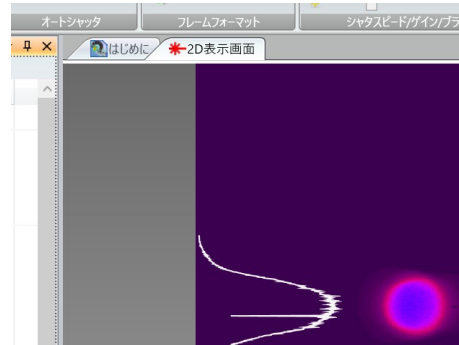 オートシャッタ
フレームフォーマット
シャタスピード/ゲイン/ブラ
はじめに
2D表示画面